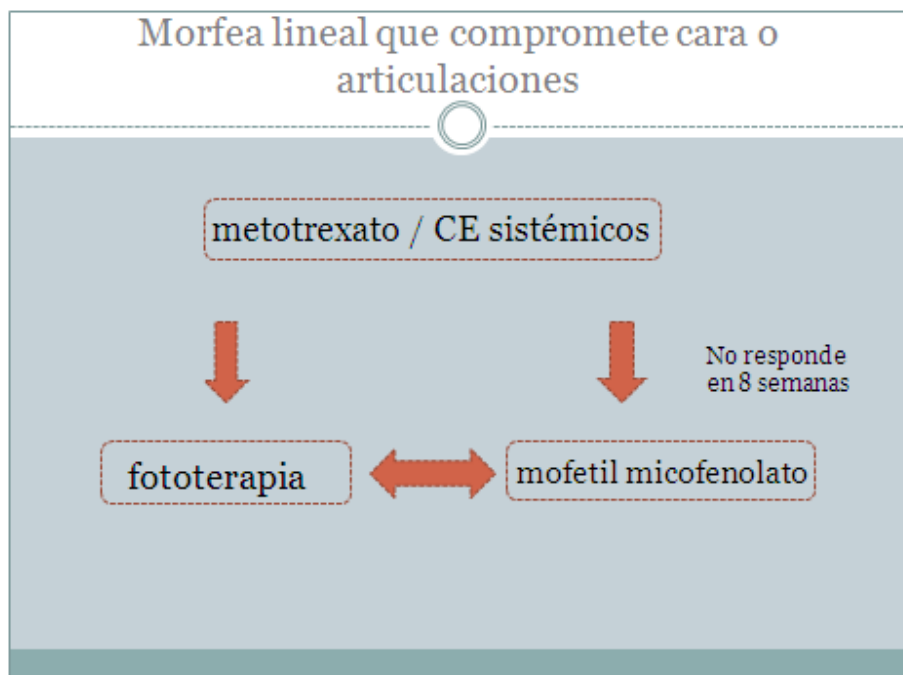 Morfea lineal que compromete cara o
articulaciones
metotrexato / CE sistémicos
No responde
en 8 semanas
fototerapia
mofetil micofenolato